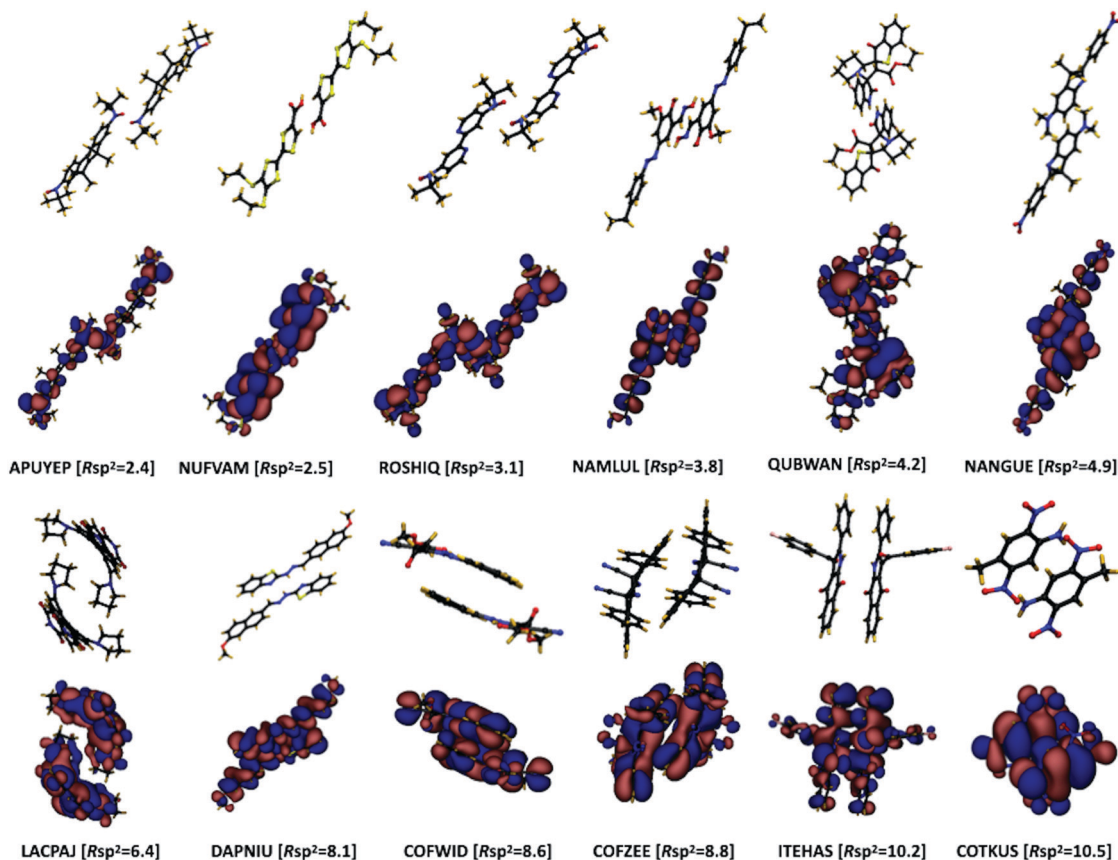 APUYEP [Rsp²=2.4] NUFVAM [Rsp²=2.5] ROSHIQ [Rsp²=3.1] NAMLUL [Rsp²=3.8] QUBWAN [Rsp²=4.2] NANGUE [Rsp²=4.9]
LACPAJ [Rsp²=6.4] DAPNIU [Rsp²=8.1] COFWID [Rsp²=8.6] COFZEE [Rsp²=8.8] ITEHAS [Rsp²=10.2] COTKUS [Rsp²=10.5]